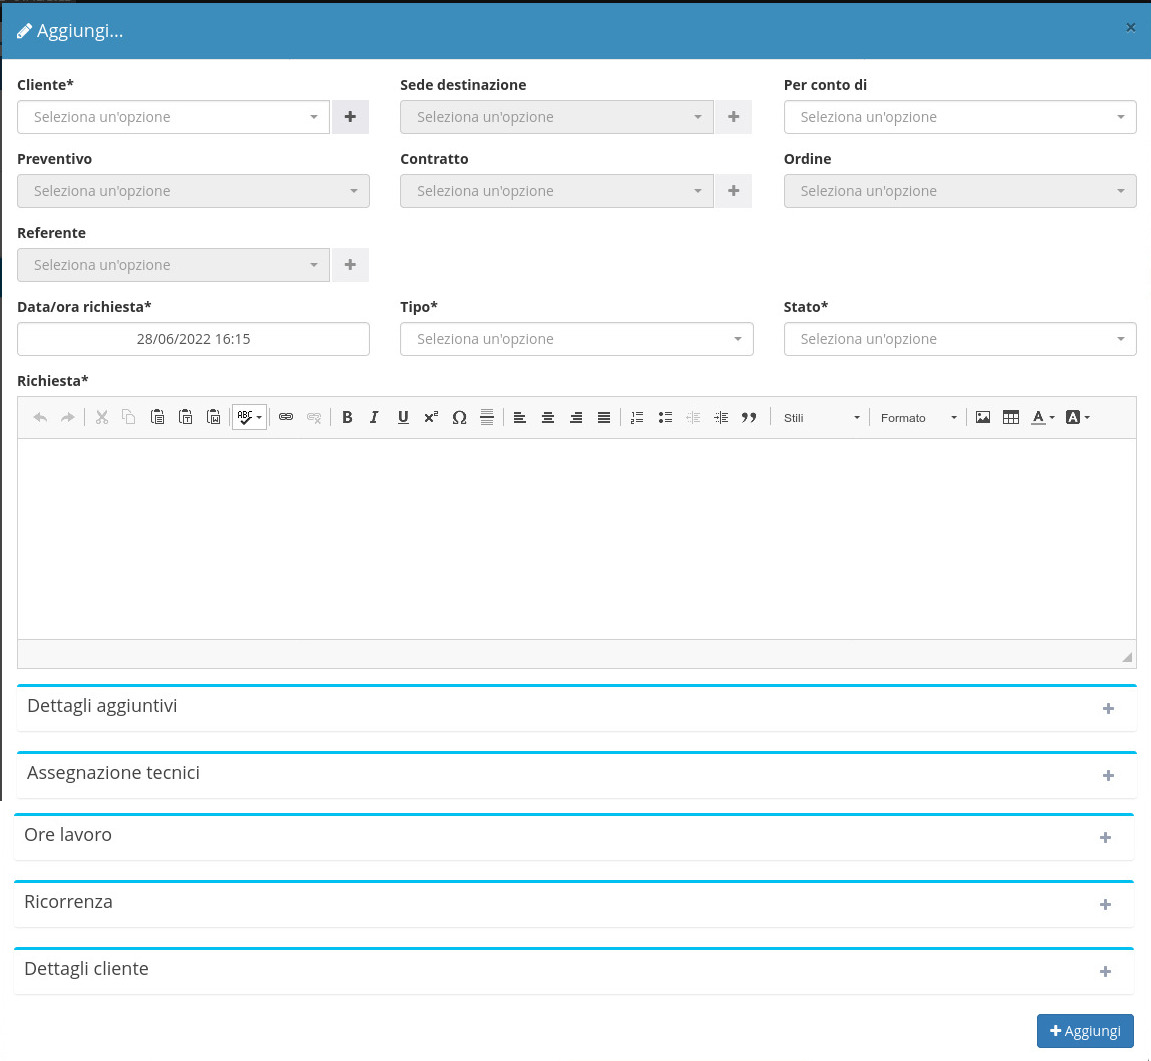 Aggiungi...
×
Cliente* Sede destinazione Per conto di
Seleziona un'opzione Seleziona un'opzione Seleziona un'opzione
Preventivo Contratto Ordine
Seleziona un'opzione Seleziona un'opzione Seleziona un'opzione
Referente
Seleziona un'opzione
Data/ora richiesta* Tipo* Stato*
28/06/2022 16:15 Seleziona un'opzione Seleziona un'opzione
Richiesta*
ABC B I U x² Ω Stili Formato A A
Dettagli aggiuntivi
Assegnazione tecnici
Ore lavoro
Ricorrenza
Dettagli cliente
Aggiungi